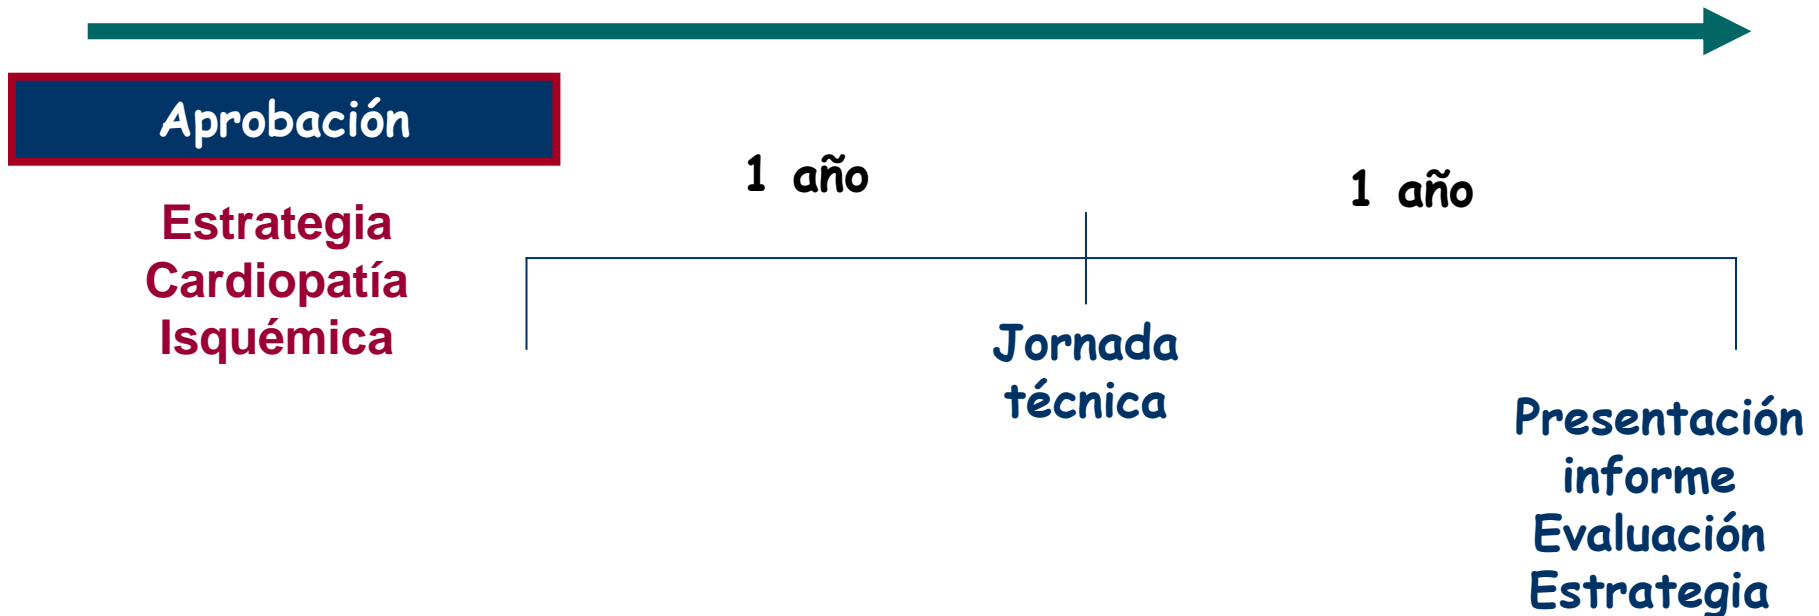 Aprobación
Estrategia
Cardiopatía
Isquémica
1 año
1 año
Jornada
técnica
Presentación
informe
Evaluación
Estrategia